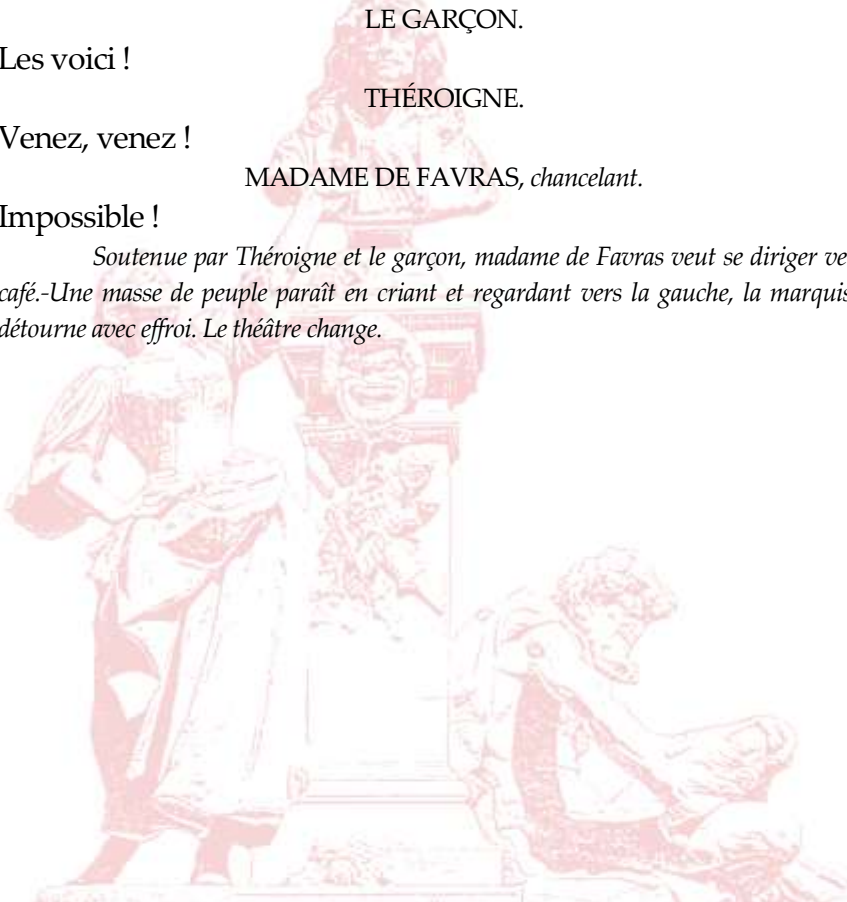 LE GARÇON.
Les voici !
THÉROIGNE.
Venez, venez !
MADAME DE FAVRAS, chancelant.
Impossible !
Soutenue par Théroigne et le garçon, madame de Favras veut se diriger ve
café.-Une masse de peuple paraît en criant et regardant vers la gauche, la marquis
détourne avec effroi. Le théâtre change.